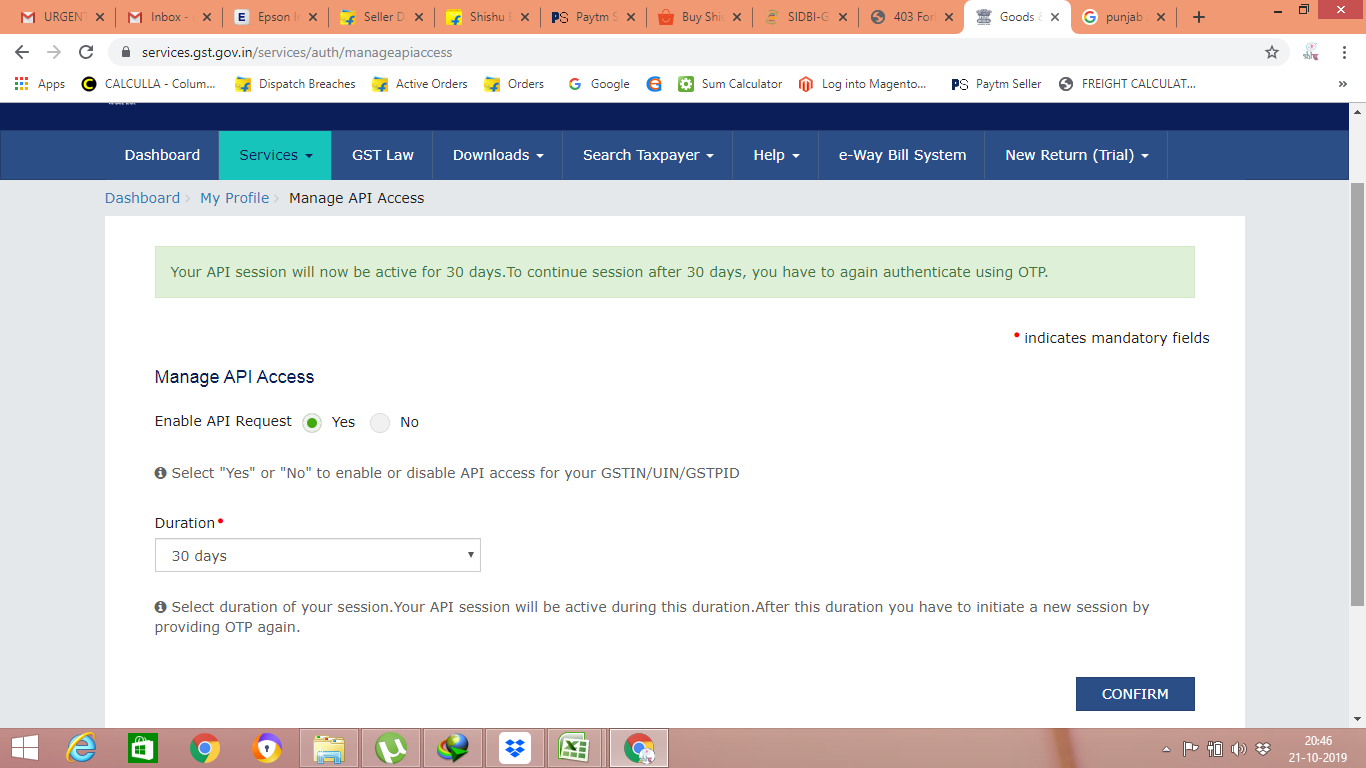 URGENT
Inbox -
Epson I
Seller D
Shishu
Paytm S
Buy Shi
SIDBI-G
403 For
Goods &
punjab
services.gst.gov.in/services/auth/manageapiaccess
Apps CALCULLA - Colum... Dispatch Breaches Active Orders Orders Google Sum Calculator Log into Magento... PS Paytm Seller FREIGHT CALCULAT... »
Dashboard Services GST Law Downloads Search Taxpayer Help e-Way Bill System New Return (Trial)
Dashboard > My Profile > Manage API Access
Your API session will now be active for 30 days.To continue session after 30 days, you have to again authenticate using OTP.
• indicates mandatory fields
Manage API Access
Enable API Request Yes No
Select "Yes" or "No" to enable or disable API access for your GSTIN/UIN/GSTPID
Duration•
30 days
Select duration of your session.Your API session will be active during this duration.After this duration you have to initiate a new session by
providing OTP again.
CONFIRM
20:46
21-10-2019